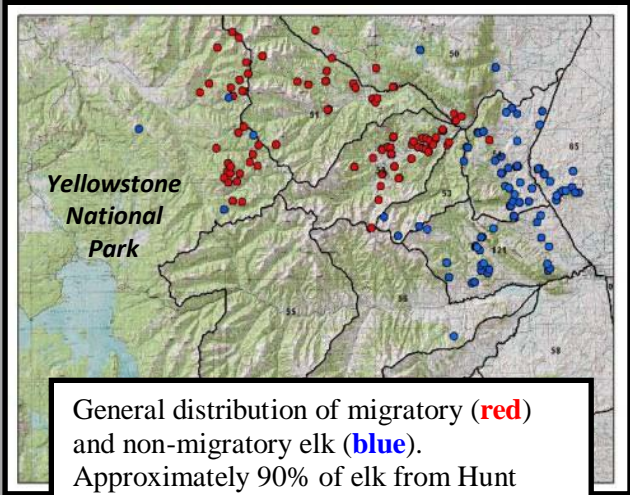 50
51
65
Yellowstone
National
Park
53
121
55
56
58
General distribution of migratory (red)
and non-migratory elk (blue).
Approximately 90% of elk from Hunt